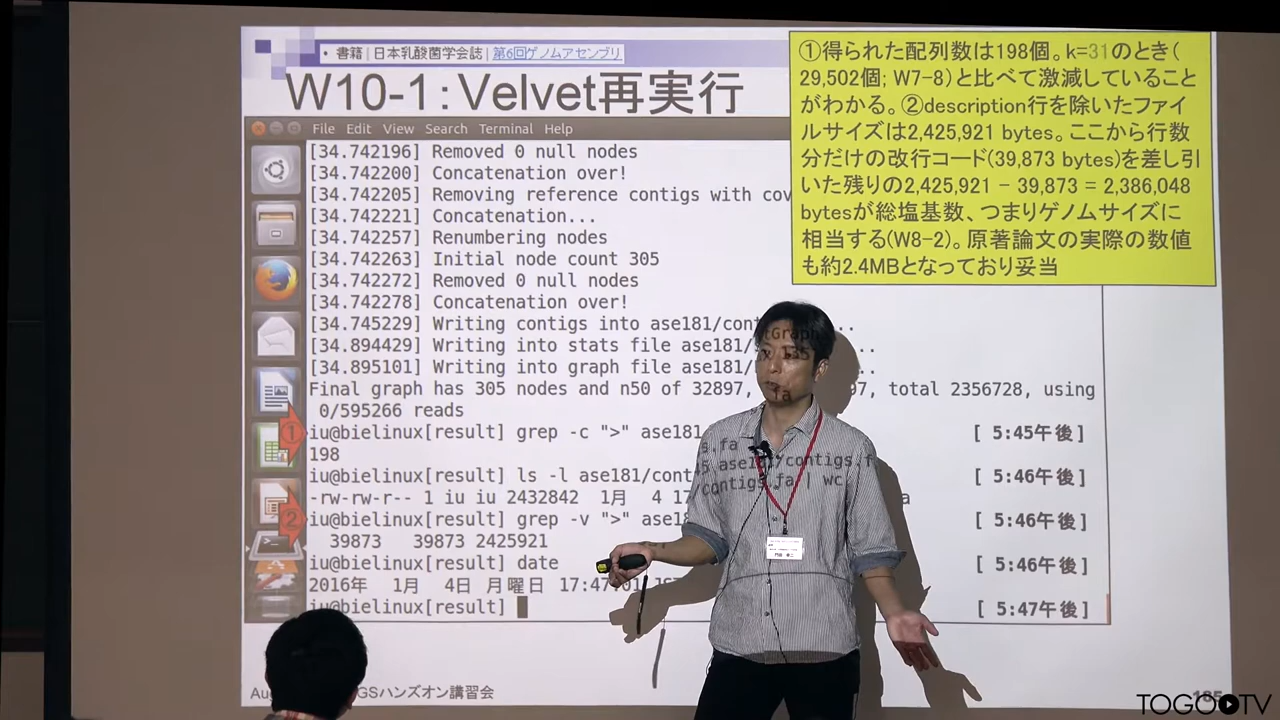 • 書籍 | 日本乳酸菌学会誌 | 第6回ゲノムアセンブリ
W10-1：Velvet再実行
①得られた配列数は198個。k=31のとき(
29,502個; W7-8)と比べて激減していること
がわかる。②description行を除いたファイ
ルサイズは2,425,921 bytes。ここから行数
分だけの改行コード(39,873 bytes)を差し引
いた残りの2,425,921 − 39,873 = 2,386,048
bytesが総塩基数、つまりゲノムサイズに
相当する(W8-2)。原著論文の実際の数値
も約2.4MBとなっており妥当
File Edit View Search Terminal Help
[34.742196] Removed 0 null nodes
[34.742200] Concatenation over!
[34.742205] Removing reference contigs with cov
[34.742221] Concatenation...
[34.742257] Renumbering nodes
[34.742263] Initial node count 305
[34.742272] Removed 0 null nodes
[34.742278] Concatenation over!
[34.745229] Writing contigs into ase181/cont
[34.894429] Writing into stats file ase181/
[34.895101] Writing into graph file ase181/
Final graph has 305 nodes and n50 of 32897, 97, total 2356728, using
0/595266 reads
① iu@bielinux[result] grep -c ">" ase181 s.fa [ 5:45午後]
198
iu@bielinux[result] ls -l ase181/cont [ 5:46午後]
-rw-rw-r-- 1 iu iu 2432842 1月 4 17 ase181/contigs.f a
② iu@bielinux[result] grep -v ">" ase1 /contigs.fa | wc [ 5:46午後]
39873 39873 2425921
iu@bielinux[result] date [ 5:46午後]
2016年 1月 4日 月曜日 17:47:01 JST
iu@bielinux[result] [ 5:47午後]
GSハンズオン講習会
185
TOGOTV